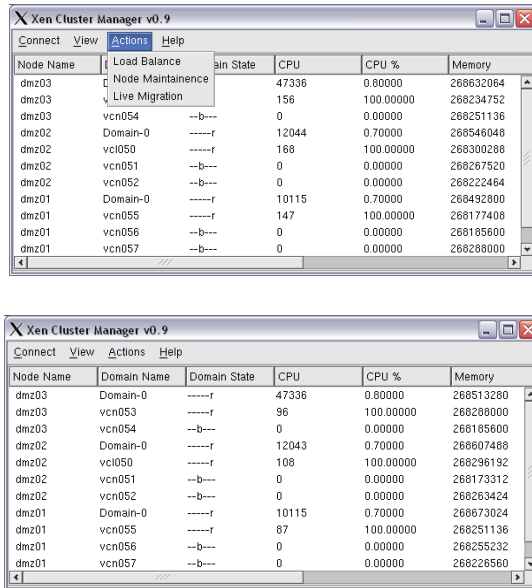 Xen Cluster Manager v0.9
Connect View Actions Help
Node Name ain State CPU CPU % Memory
Load Balance
Node Maintainence
Live Migration
dmz03 47336 0.80000 268632064
dmz03 156 100.00000 268234752
dmz03 vcn054 --b--- 0 0.00000 268251136
dmz02 Domain-0 -----r 12044 0.70000 268546048
dmz02 vcl050 -----r 168 100.00000 268300288
dmz02 vcn051 --b--- 0 0.00000 268267520
dmz02 vcn052 --b--- 0 0.00000 268222464
dmz01 Domain-0 -----r 10115 0.70000 268492800
dmz01 vcn055 -----r 147 100.00000 268177408
dmz01 vcn056 --b--- 0 0.00000 268185600
dmz01 vcn057 --b--- 0 0.00000 268288000
Xen Cluster Manager v0.9
Connect View Actions Help
Node Name Domain Name Domain State CPU CPU % Memory
dmz03 Domain-0 -----r 47336 0.80000 268513280
dmz03 vcn053 -----r 96 100.00000 268288000
dmz03 vcn054 --b--- 0 0.00000 268185600
dmz02 Domain-0 -----r 12043 0.70000 268607488
dmz02 vcl050 -----r 108 100.00000 268296192
dmz02 vcn051 --b--- 0 0.00000 268173312
dmz02 vcn052 --b--- 0 0.00000 268263424
dmz01 Domain-0 -----r 10115 0.70000 268673024
dmz01 vcn055 -----r 87 100.00000 268251136
dmz01 vcn056 --b--- 0 0.00000 268255232
dmz01 vcn057 --b--- 0 0.00000 268226560